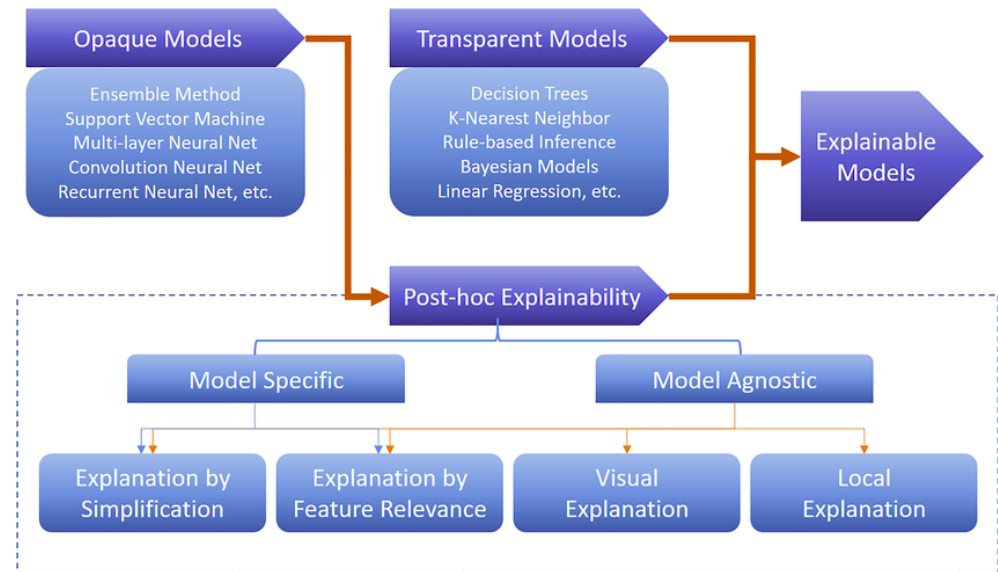 Opaque Models
Ensemble Method
Support Vector Machine
Multi-layer Neural Net
Convolution Neural Net
Recurrent Neural Net, etc.
Transparent Models
Decision Trees
K-Nearest Neighbor
Rule-based Inference
Bayesian Models
Linear Regression, etc.
Explainable
Models
Post-hoc Explainability
Model Specific
Model Agnostic
Explanation by
Simplification
Explanation by
Feature Relevance
Visual
Explanation
Local
Explanation